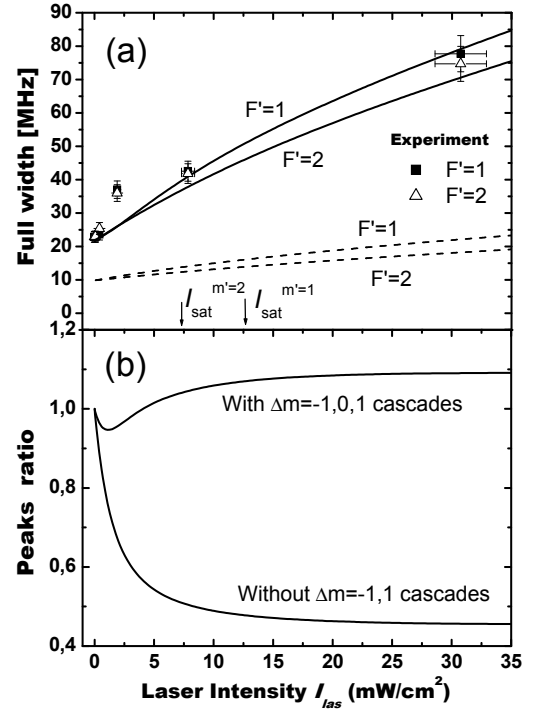 (a)
Full width [MHz]
80
70
60
50
40
30
20
10
0
F'=1
F'=2
Experiment
F'=1
F'=2
F'=1
F'=2
I_sat^m'=2
I_sat^m'=1
(b)
Peaks ratio
1,2
1,0
0,8
0,6
0,4
With Δm=-1,0,1 cascades
Without Δm=-1,1 cascades
0 5 10 15 20 25 30 35
Laser Intensity I_las (mW/cm²)